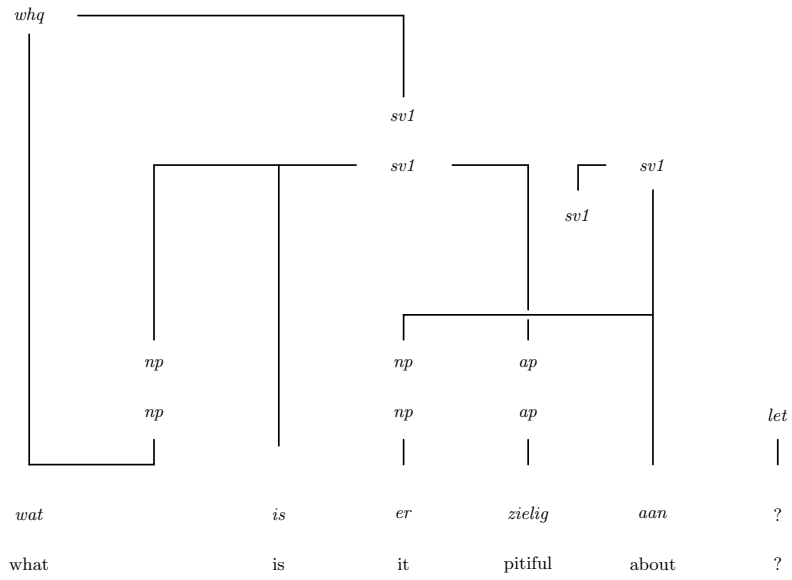 whq
sv1
sv1 sv1
sv1
np np ap
np np ap let
wat is er zielig aan ?
what is it pitiful about ?